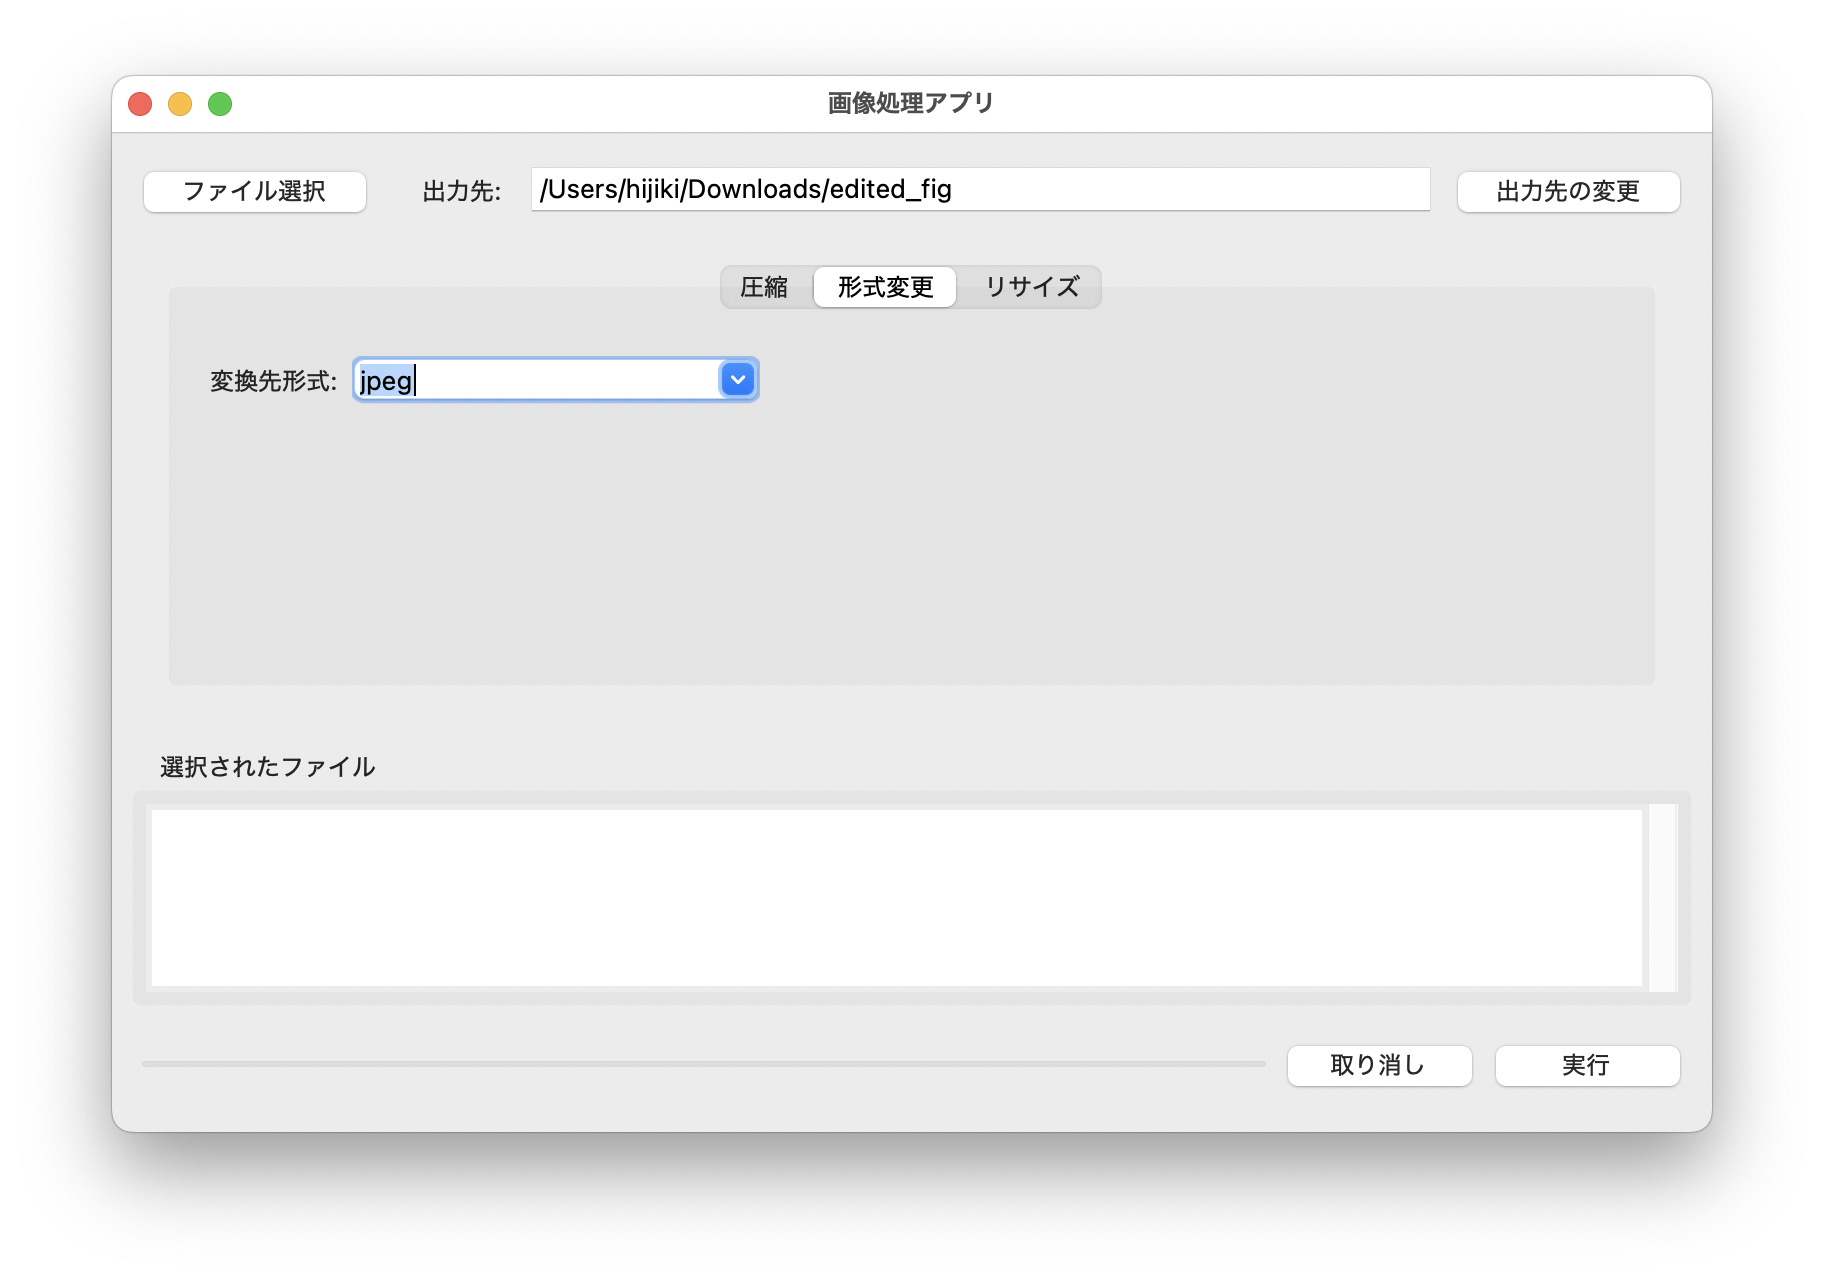 画像処理アプリ
ファイル選択 出力先: /Users/hijiki/Downloads/edited_fig 出力先の変更
圧縮 形式変更 リサイズ
変換先形式: jpeg
選択されたファイル
取り消し 実行